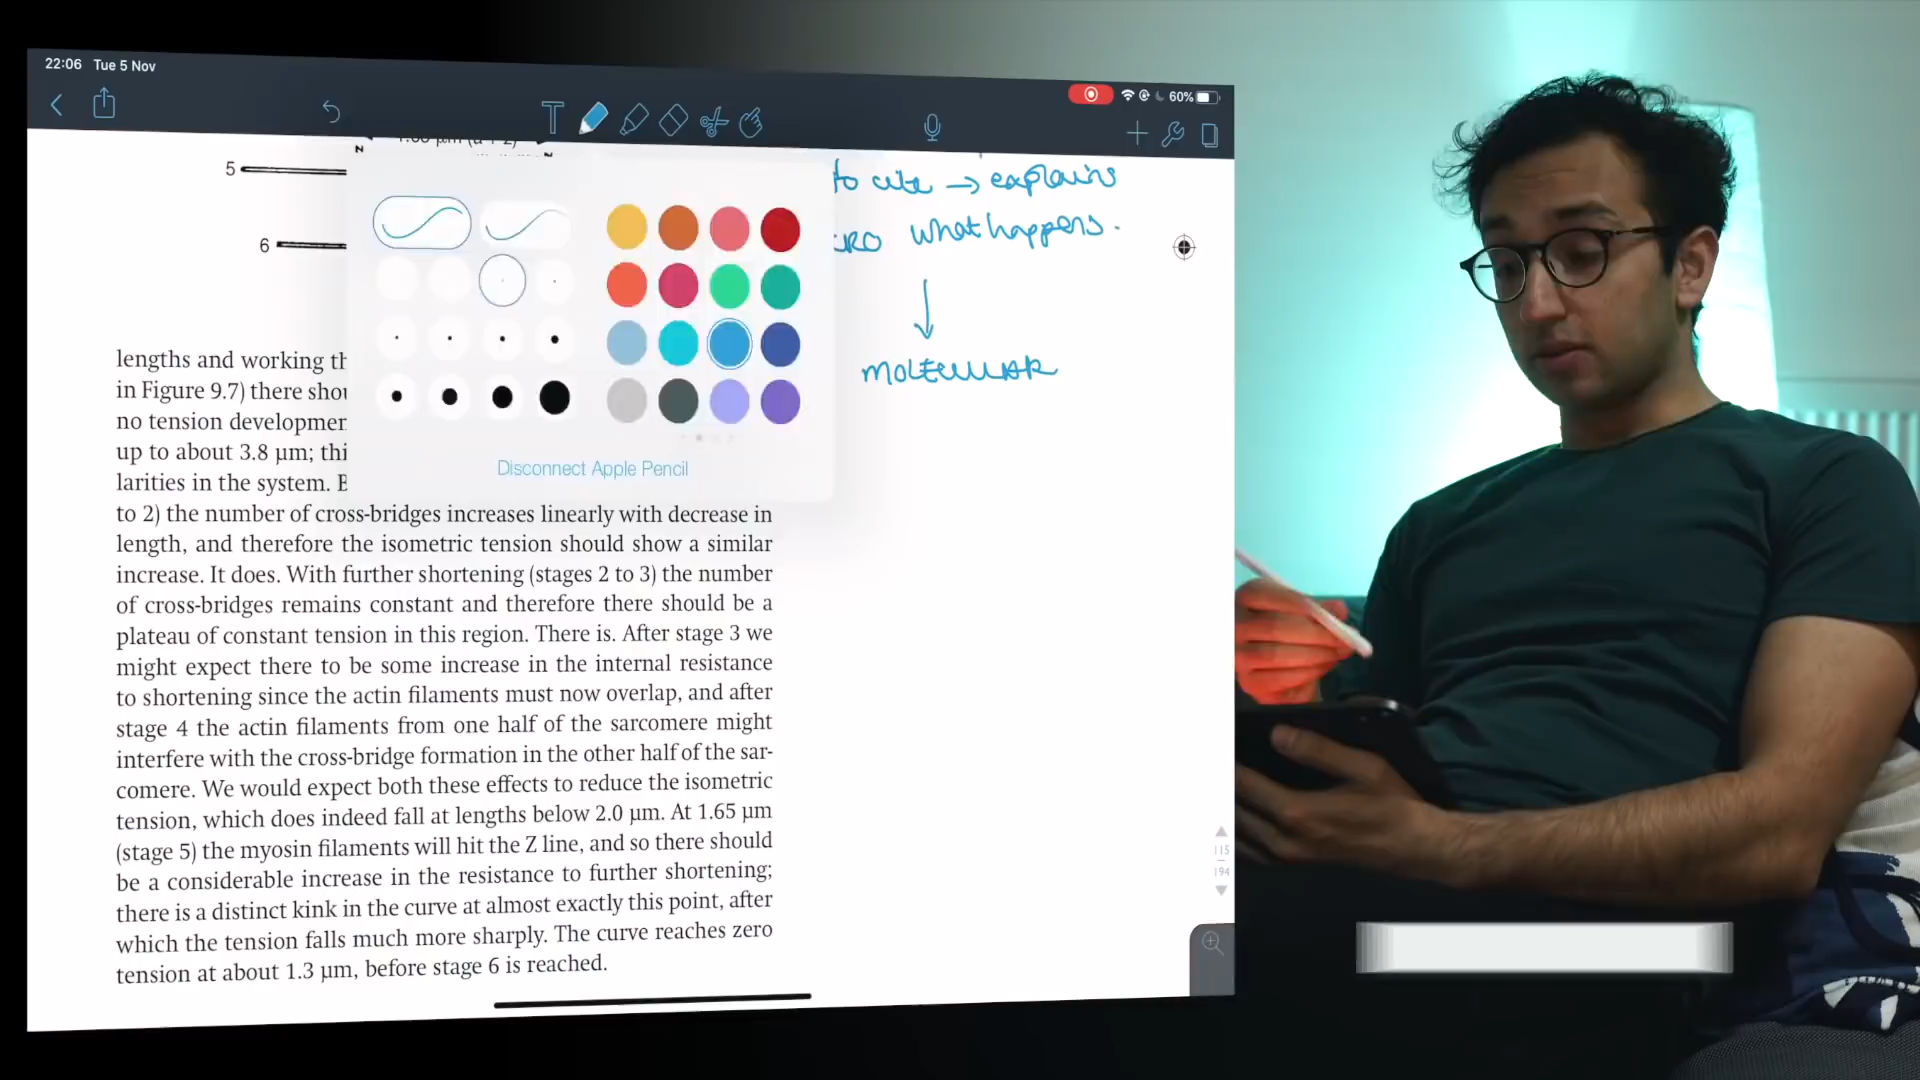 22:06 Tue 5 Nov
60%
T
5
6
N
N
to cite → explains
what happens.
↓
MOLECULAR
Disconnect Apple Pencil
lengths and working th
in Figure 9.7) there shou
no tension developmen
up to about 3.8 µm; thi
larities in the system. B
to 2) the number of cross-bridges increases linearly with decrease in
length, and therefore the isometric tension should show a similar
increase. It does. With further shortening (stages 2 to 3) the number
of cross-bridges remains constant and therefore there should be a
plateau of constant tension in this region. There is. After stage 3 we
might expect there to be some increase in the internal resistance
to shortening since the actin filaments must now overlap, and after
stage 4 the actin filaments from one half of the sarcomere might
interfere with the cross-bridge formation in the other half of the sar-
comere. We would expect both these effects to reduce the isometric
tension, which does indeed fall at lengths below 2.0 µm. At 1.65 µm
(stage 5) the myosin filaments will hit the Z line, and so there should
be a considerable increase in the resistance to further shortening;
there is a distinct kink in the curve at almost exactly this point, after
which the tension falls much more sharply. The curve reaches zero
tension at about 1.3 µm, before stage 6 is reached.
115
194